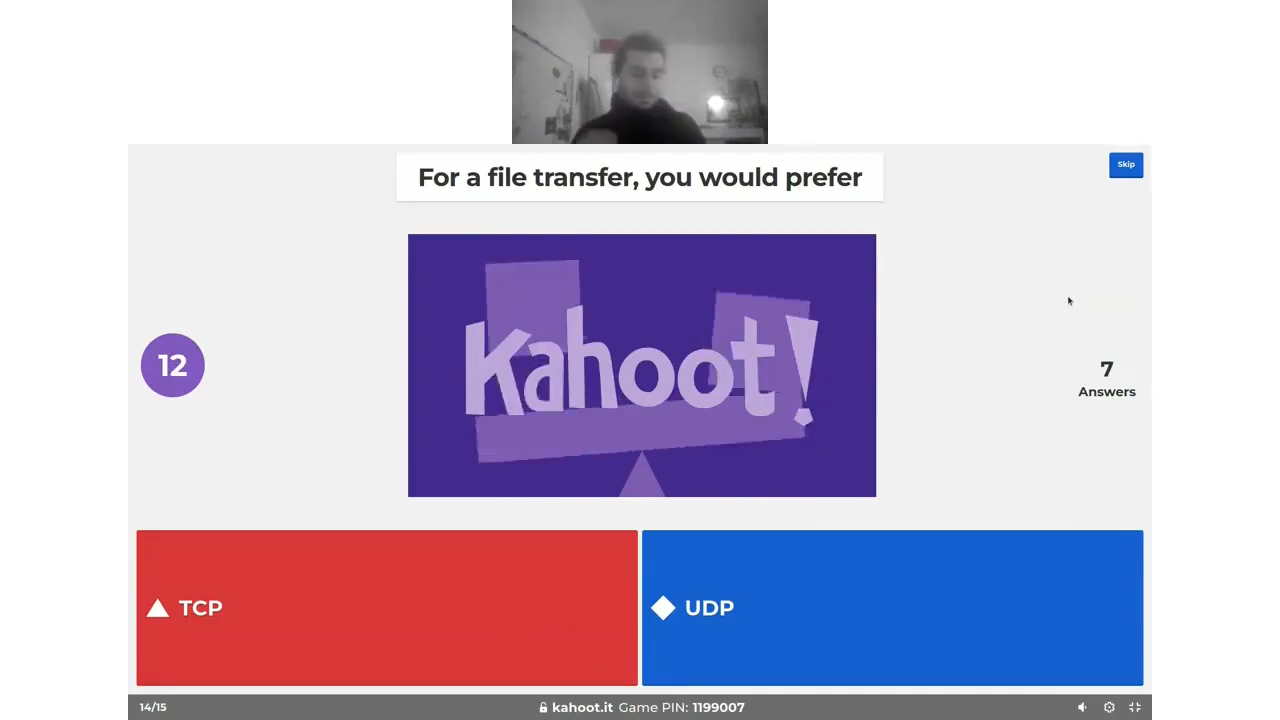 For a file transfer, you would prefer
Skip
Kahoot!
12
7
Answers
TCP
UDP
14/15
kahoot.it Game PIN: 1199007